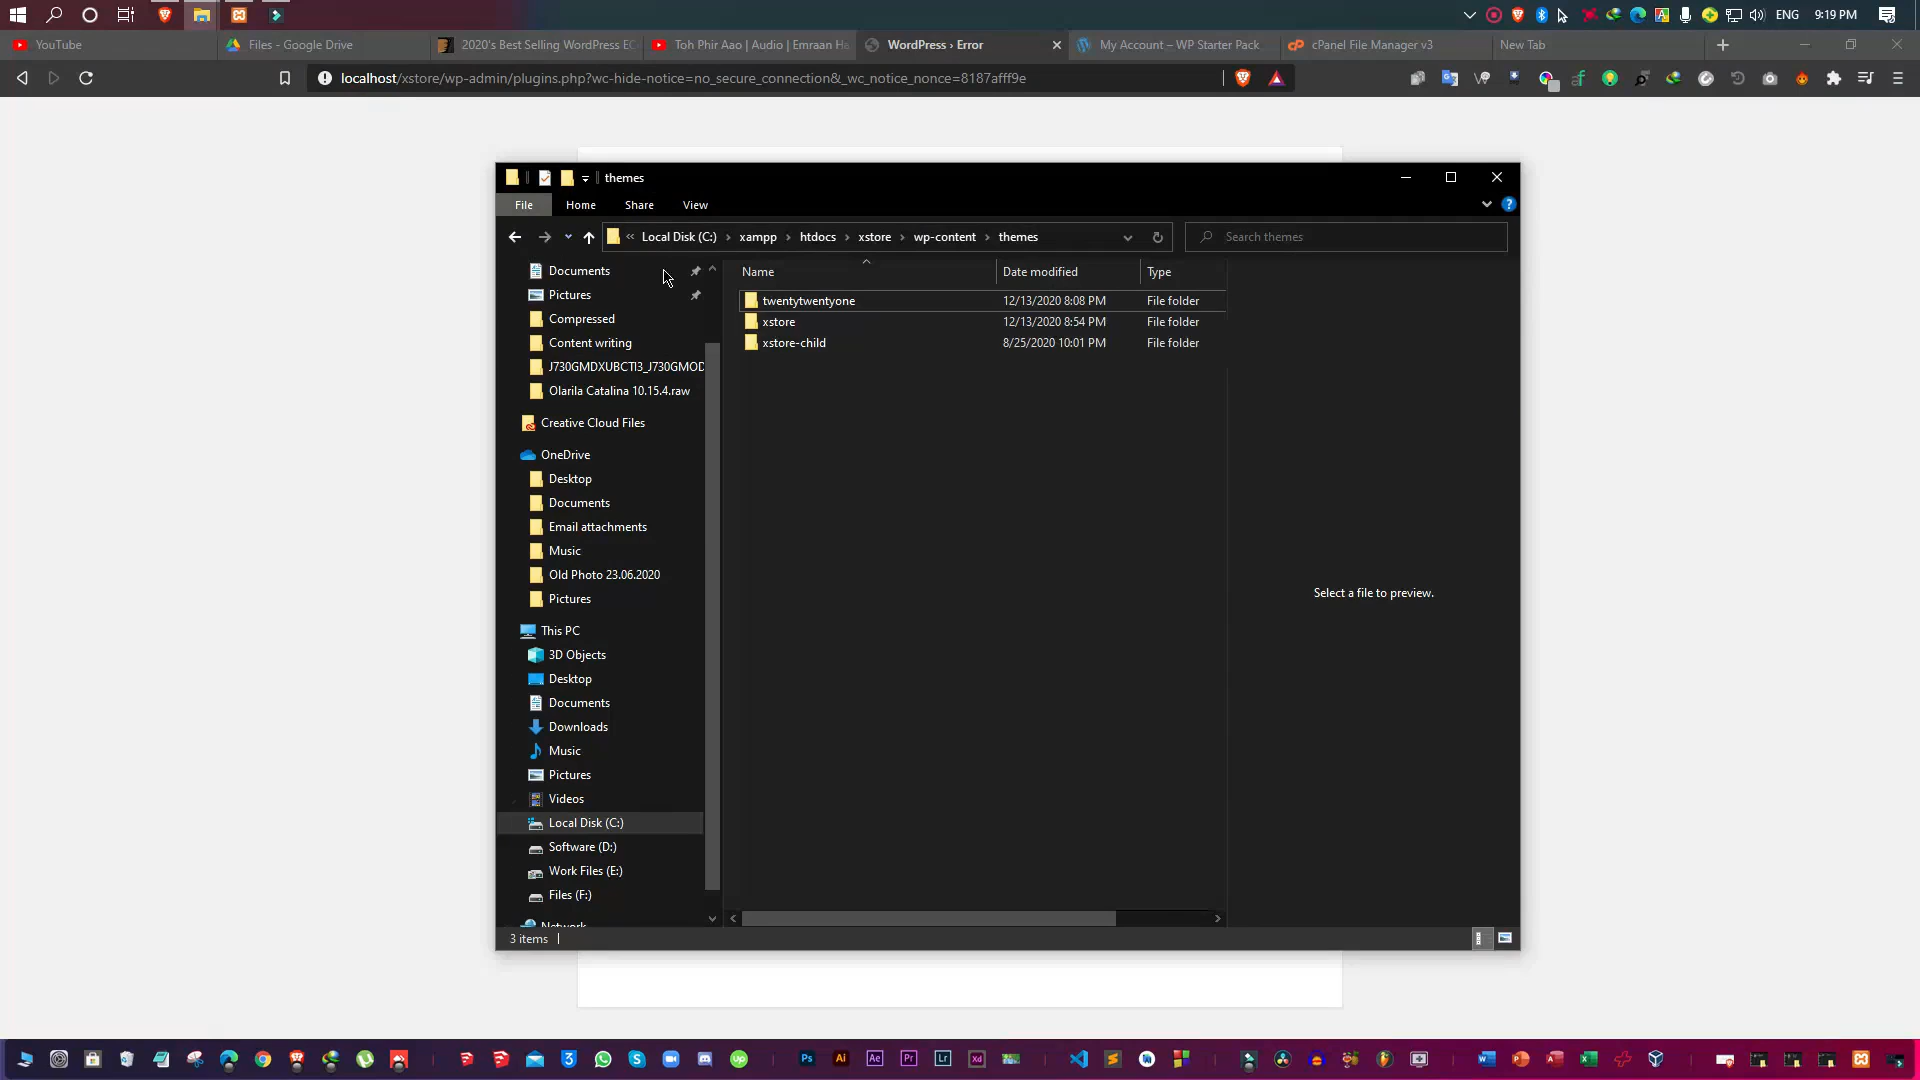 ENG 9:19 PM
YouTube
Files - Google Drive
2020's Best Selling WordPress EC
Toh Phir Aao | Audio | Emraan Ha
WordPress › Error
My Account – WP Starter Pack
cPanel File Manager v3
New Tab
localhost/xstore/wp-admin/plugins.php?wc-hide-notice=no_secure_connection&_wc_notice_nonce=8187afff9e
themes
File Home Share View
Local Disk (C:) › xampp › htdocs › xstore › wp-content › themes
Search themes
Documents
Pictures
Compressed
Content writing
J730GMDXUBCTI3_J730GMOD
Olarila Catalina 10.15.4.raw
Creative Cloud Files
OneDrive
Desktop
Documents
Email attachments
Music
Old Photo 23.06.2020
Pictures
This PC
3D Objects
Desktop
Documents
Downloads
Music
Pictures
Videos
Local Disk (C:)
Software (D:)
Work Files (E:)
Files (F:)
Network
Name Date modified Type
twentytwentyone 12/13/2020 8:08 PM File folder
xstore 12/13/2020 8:54 PM File folder
xstore-child 8/25/2020 10:01 PM File folder
Select a file to preview.
3 items